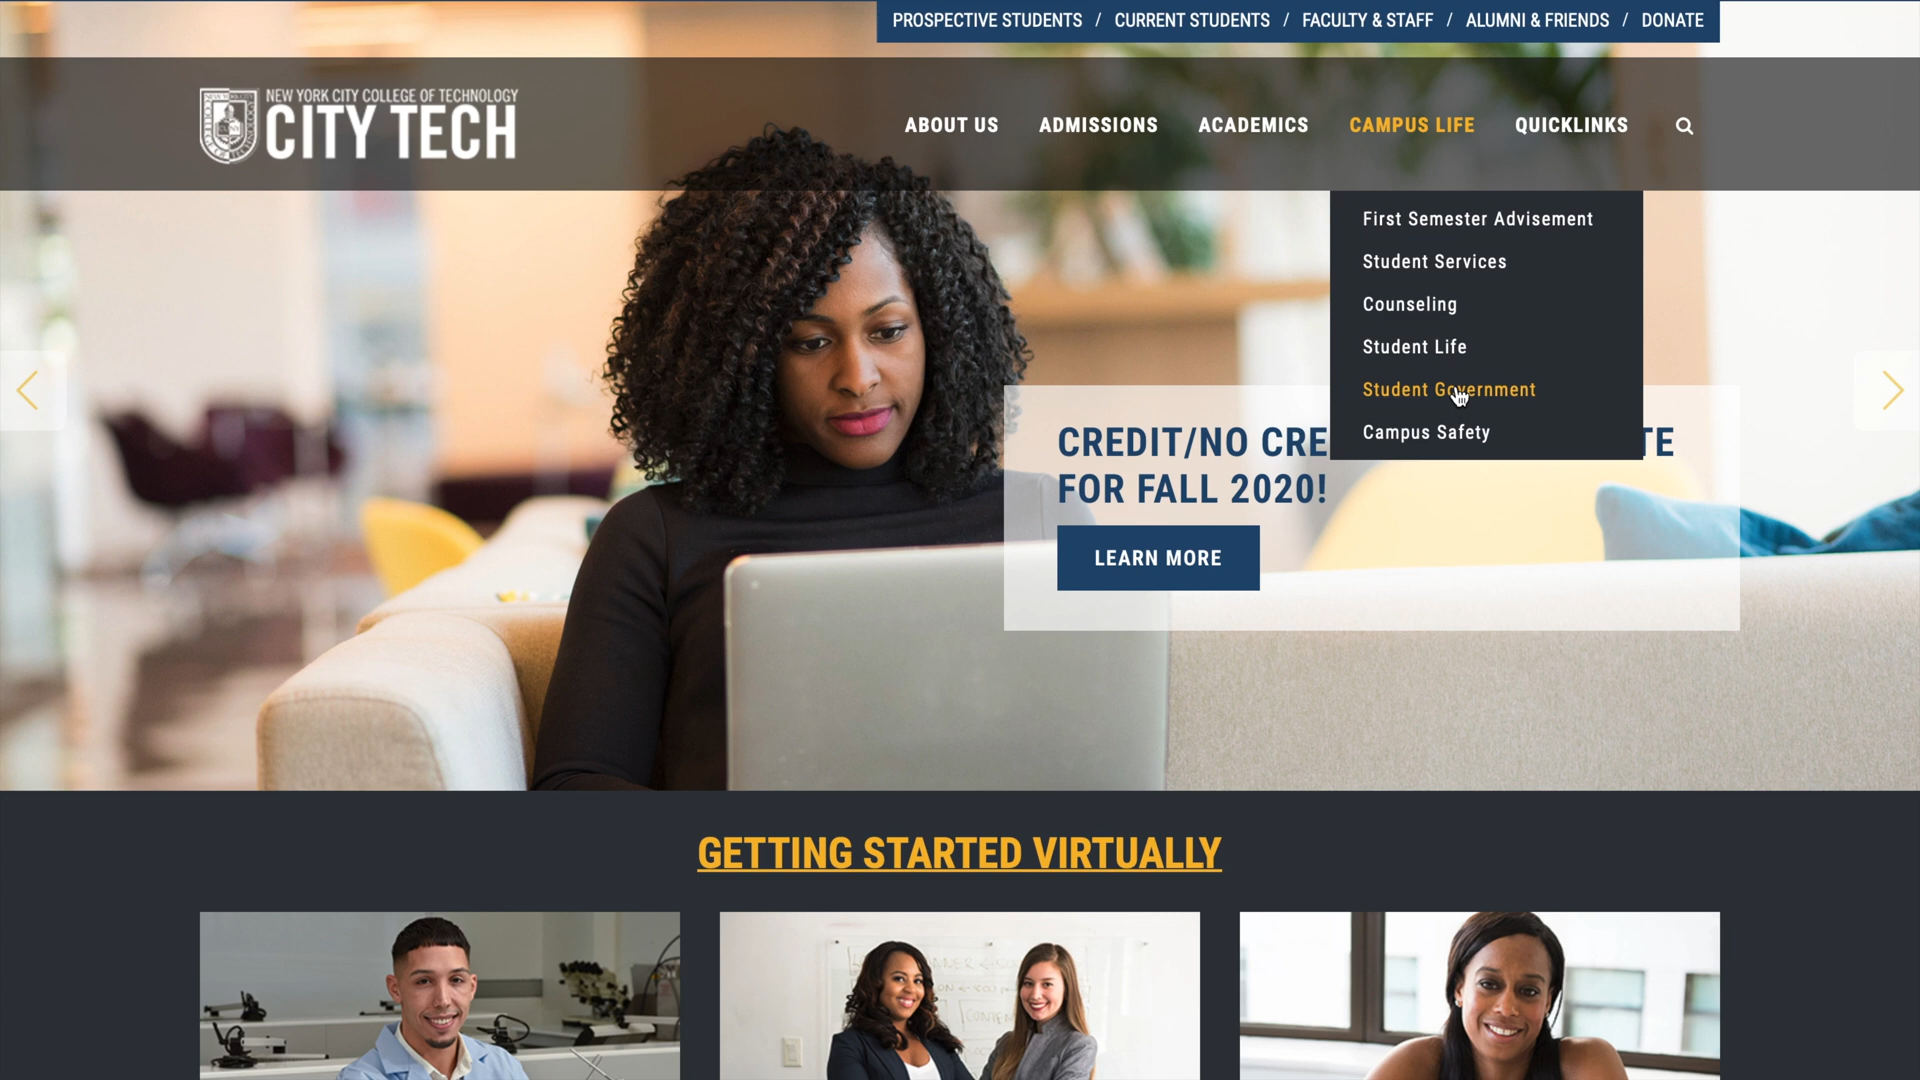 PROSPECTIVE STUDENTS / CURRENT STUDENTS / FACULTY & STAFF / ALUMNI & FRIENDS / DONATE
NEW YORK CITY COLLEGE OF TECHNOLOGY
CITY TECH
ABOUT US
ADMISSIONS
ACADEMICS
CAMPUS LIFE
QUICKLINKS
First Semester Advisement
Student Services
Counseling
Student Life
Student Government
Campus Safety
CREDIT/NO CRE
TE
FOR FALL 2020!
LEARN MORE
GETTING STARTED VIRTUALLY